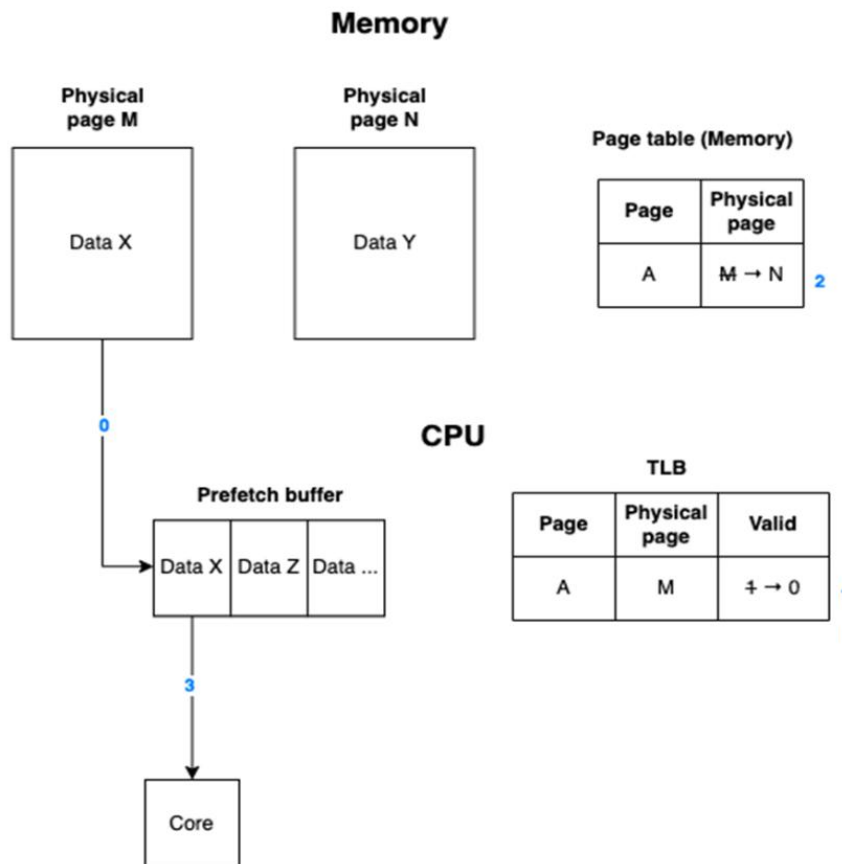 Memory
Physical
page M
Physical
page N
Page table (Memory)
Data X
Data Y
Page
Physical
page
A
M → N
2
0
CPU
TLB
Prefetch buffer
Page
Physical
page
Valid
Data X
Data Z
Data ...
A
M
1 → 0
3
Core